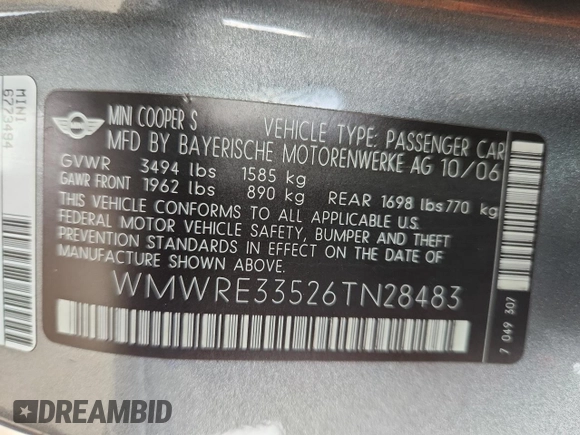 MINI
6773494
MINI COOPER S VEHICLE TYPE: PASSENGER CAR
MFD BY BAYERISCHE MOTORENWERKE AG 10/06
GVWR 3494 lbs 1585 kg
GAWR FRONT 1962 lbs 890 kg REAR 1698 lbs 770 kg
THIS VEHICLE CONFORMS TO ALL APPLICABLE U.S.
FEDERAL MOTOR VEHICLE SAFETY, BUMPER AND THEFT
PREVENTION STANDARDS IN EFFECT ON THE DATE OF
MANUFACTURE SHOWN ABOVE.
WMWRE33526TN28483
7 049 307
DREAMBID